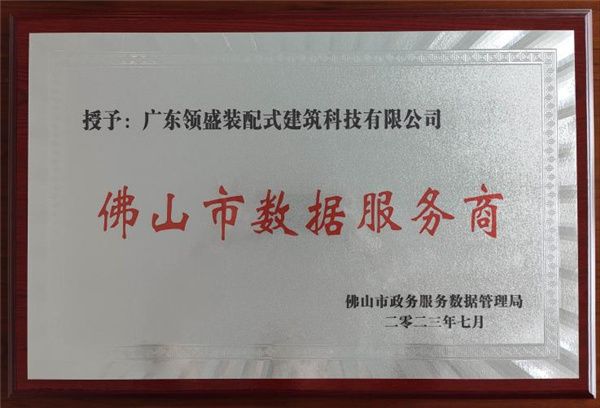 授予：广东领盛装配式建筑科技有限公司
佛山市数据服务商
佛山市政务服务数据管理局
二零二三年七月